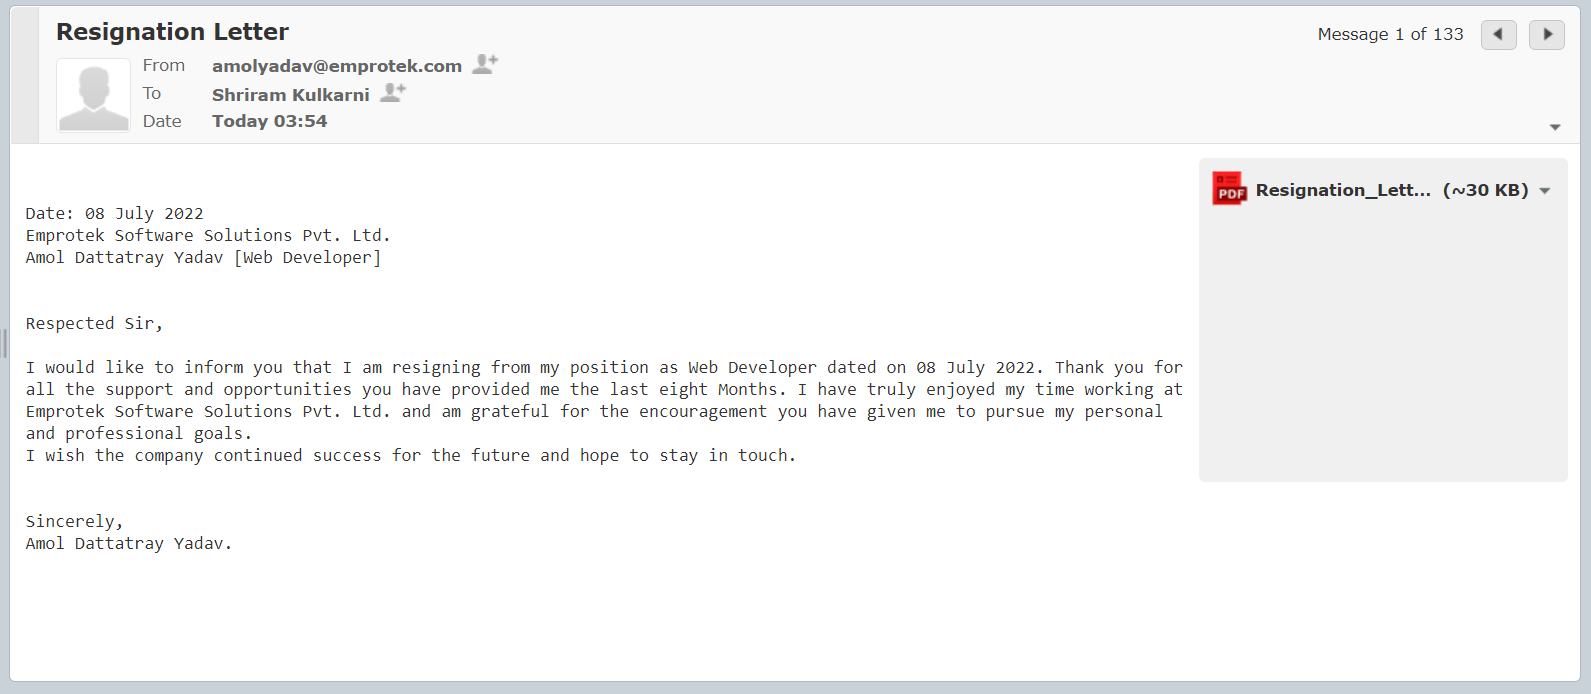 Resignation Letter
Message 1 of 133
From amolyadav@emprotek.com
To Shriram Kulkarni
Date Today 03:54
PDF Resignation_Lett... (~30 KB)
Date: 08 July 2022
Emprotek Software Solutions Pvt. Ltd.
Amol Dattatray Yadav [Web Developer]
Respected Sir,
I would like to inform you that I am resigning from my position as Web Developer dated on 08 July 2022. Thank you for
all the support and opportunities you have provided me the last eight Months. I have truly enjoyed my time working at
Emprotek Software Solutions Pvt. Ltd. and am grateful for the encouragement you have given me to pursue my personal
and professional goals.
I wish the company continued success for the future and hope to stay in touch.
Sincerely,
Amol Dattatray Yadav.